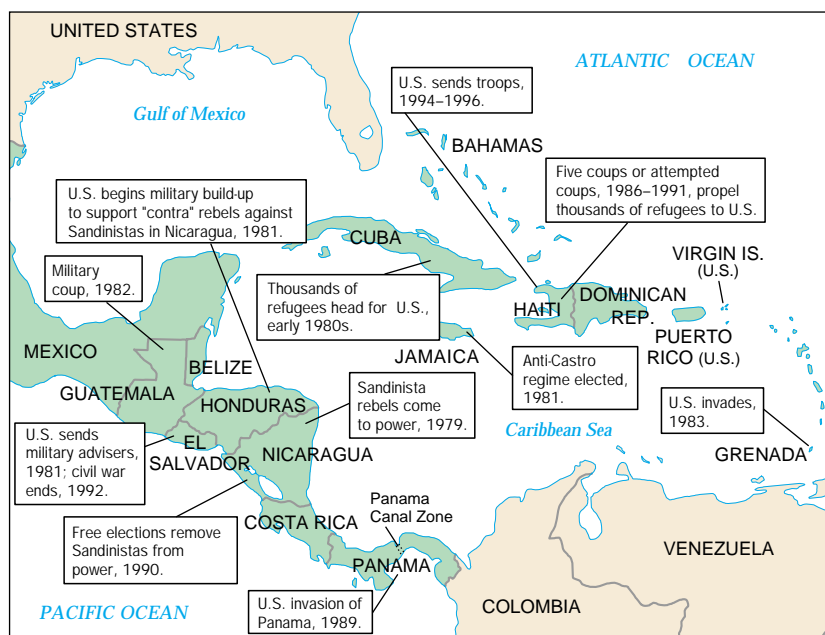 UNITED STATES
ATLANTIC OCEAN
Gulf of Mexico
U.S. sends troops,
1994–1996.
BAHAMAS
Five coups or attempted
coups, 1986–1991, propel
thousands of refugees to U.S.
U.S. begins military build-up
to support "contra" rebels against
Sandinistas in Nicaragua, 1981.
CUBA
VIRGIN IS.
(U.S.)
Military
coup, 1982.
Thousands of
refugees head for U.S.,
early 1980s.
HAITI
DOMINICAN
REP.
PUERTO
RICO (U.S.)
MEXICO
BELIZE
JAMAICA
Anti-Castro
regime elected,
1981.
GUATEMALA
HONDURAS
Sandinista
rebels come
to power, 1979.
U.S. invades,
1983.
Caribbean Sea
U.S. sends
military advisers,
1981; civil war
ends, 1992.
EL
SALVADOR
NICARAGUA
GRENADA
Free elections remove
Sandinistas from
power, 1990.
COSTA RICA
Panama
Canal Zone
PANAMA
VENEZUELA
U.S. invasion of
Panama, 1989.
COLOMBIA
PACIFIC OCEAN